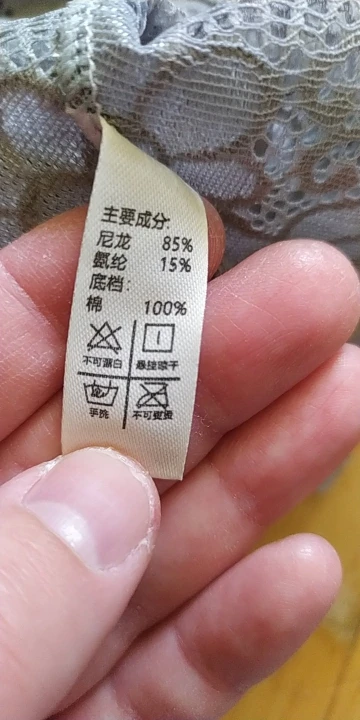 主要成分:
尼龙 85%
氨纶 15%
底档:
棉 100%
不可漂白 悬挂晾干
手洗 不可熨烫